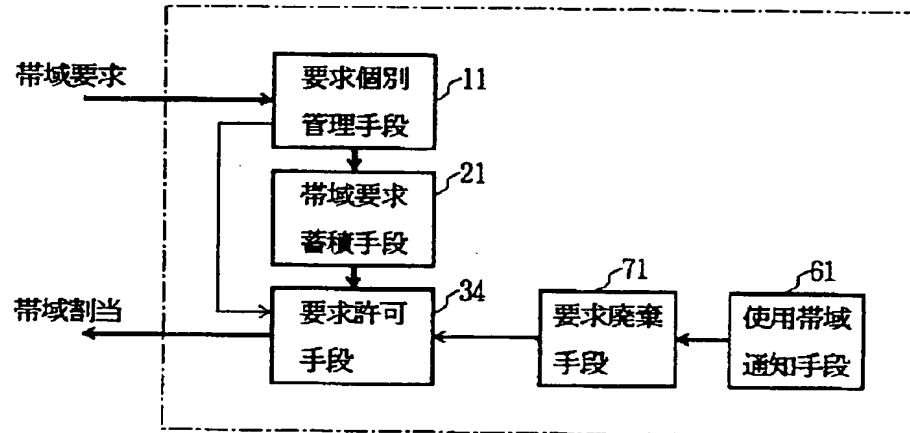 帯域要求
要求個別
管理手段
11
帯域要求
蓄積手段
21
帯域割当
要求許可
手段
34
要求廃棄
手段
71
使用帯域
通知手段
61